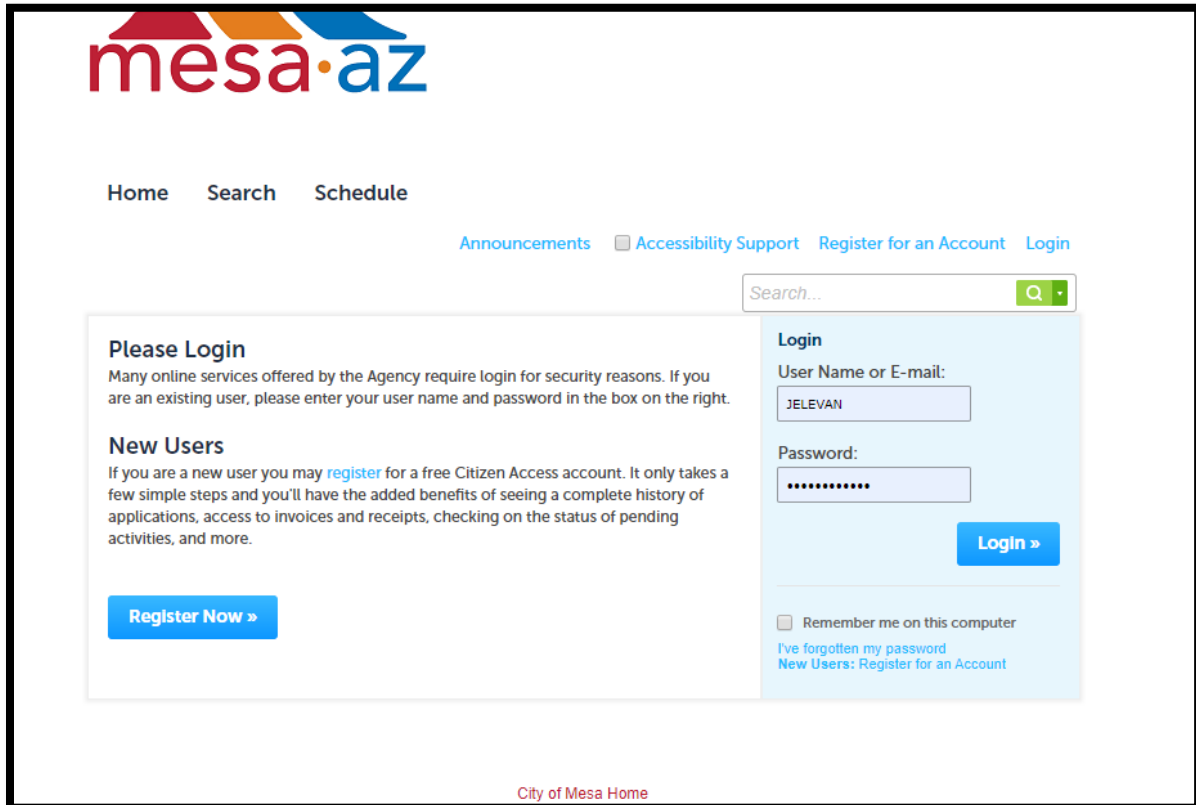 mesa·az
Home Search Schedule
Announcements Accessibility Support Register for an Account Login
Search...
Please Login
Many online services offered by the Agency require login for security reasons. If you
are an existing user, please enter your user name and password in the box on the right.
New Users
If you are a new user you may register for a free Citizen Access account. It only takes a
few simple steps and you'll have the added benefits of seeing a complete history of
applications, access to invoices and receipts, checking on the status of pending
activities, and more.
Register Now »
Login
User Name or E-mail:
JELEVAN
Password:
••••••••••••
Login »
Remember me on this computer
I've forgotten my password
New Users: Register for an Account
City of Mesa Home